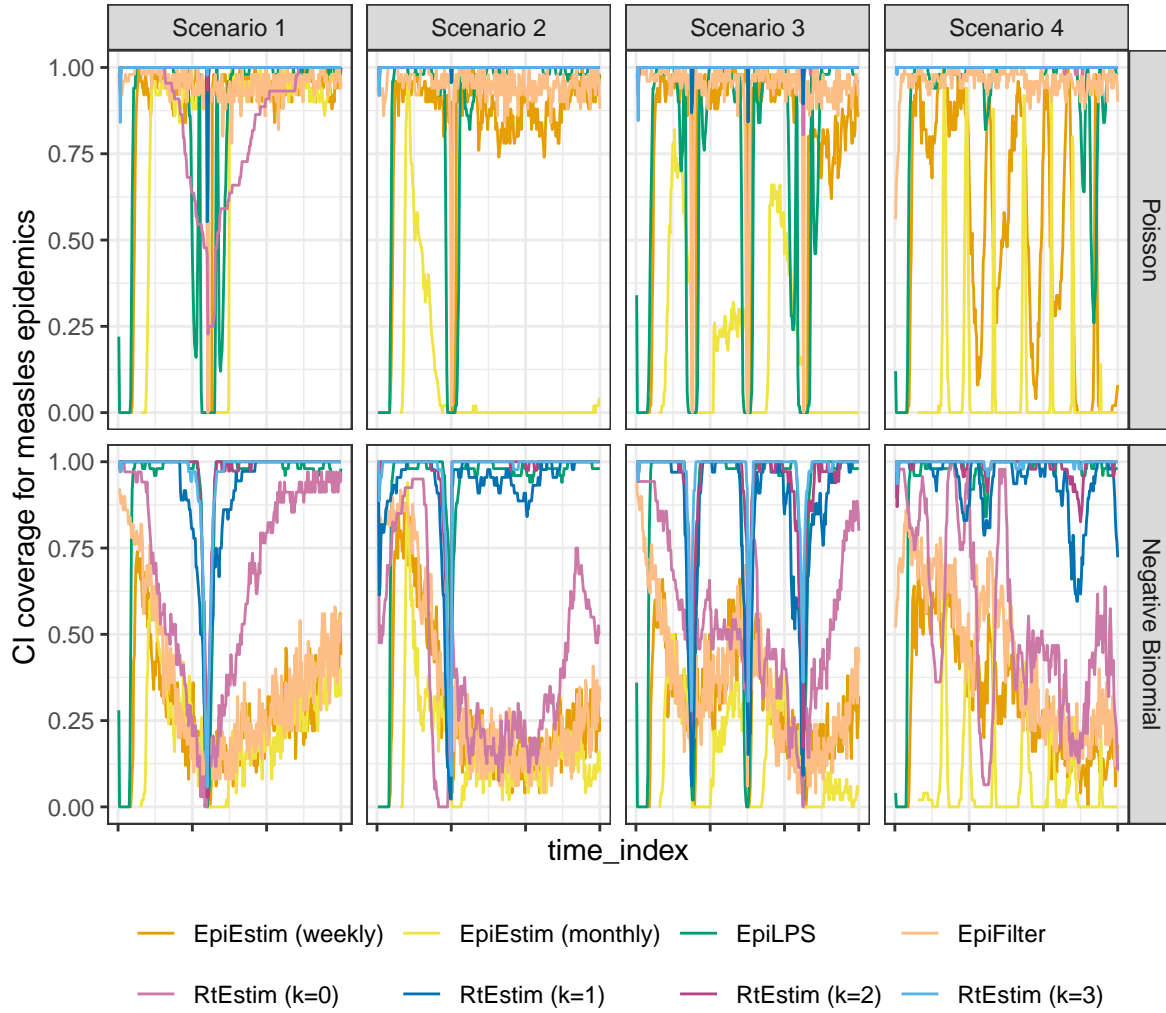 Scenario 1 Scenario 2 Scenario 3 Scenario 4
1.00
0.75
0.50
0.25
0.00
Poisson
1.00
0.75
0.50
0.25
0.00
Negative Binomial
CI coverage for measles epidemics
time_index
EpiEstim (weekly) EpiEstim (monthly) EpiLPS EpiFilter
RtEstim (k=0) RtEstim (k=1) RtEstim (k=2) RtEstim (k=3)